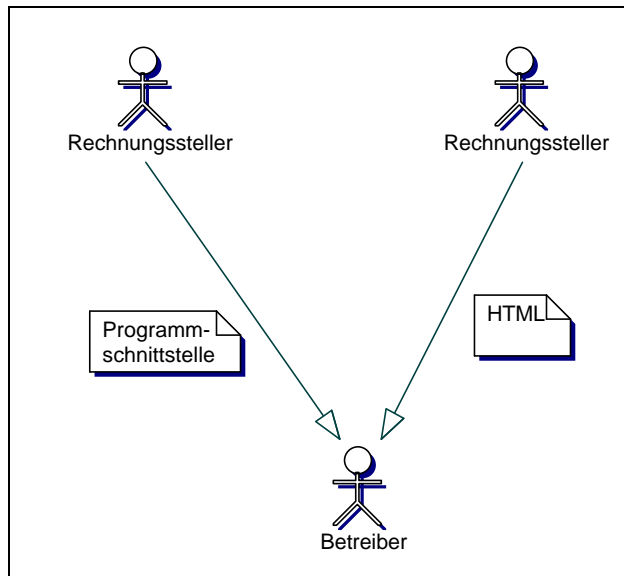 Rechnungssteller
Rechnungssteller
Programm-
schnittstelle
HTML
Betreiber